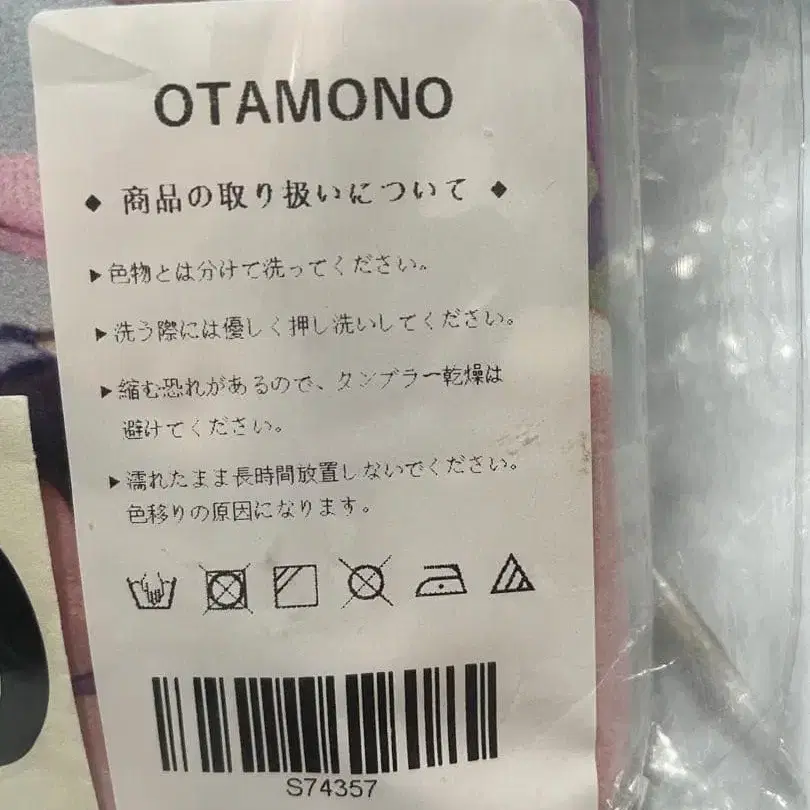 OTAMONO
◆ 商品の取り扱いについて ◆
▶色物とは分けて洗ってください。
▶洗う際には優しく押し洗いしてください。
▶縮む恐れがあるので、タンブラー乾燥は
避けてください。
▶濡れたまま長時間放置しないでください。
色移りの原因になります。
S74357